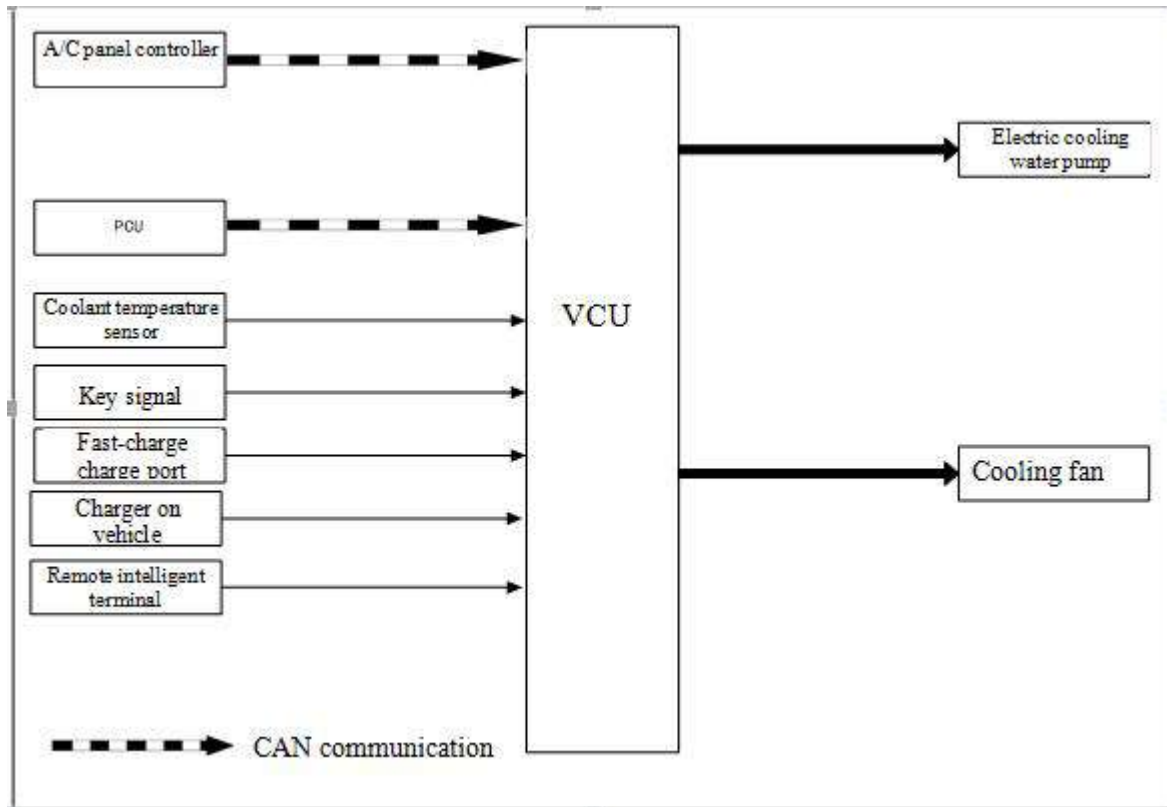 A/C panel controller
PCU
Coolant temperature
sensor
Key signal
Fast-charge
charge port
Charger on
vehicle
Remote intelligent
terminal
CAN communication
VCU
Electric cooling
water pump
Cooling fan